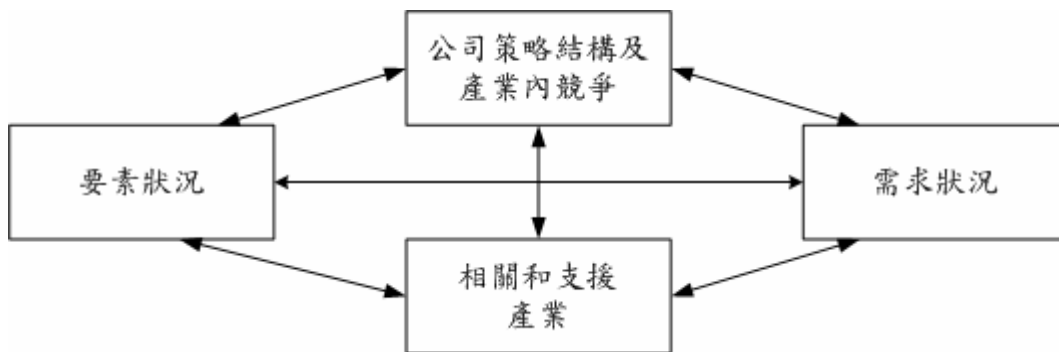 公司策略結構及
產業內競爭
要素狀況
需求狀況
相關和支援
產業